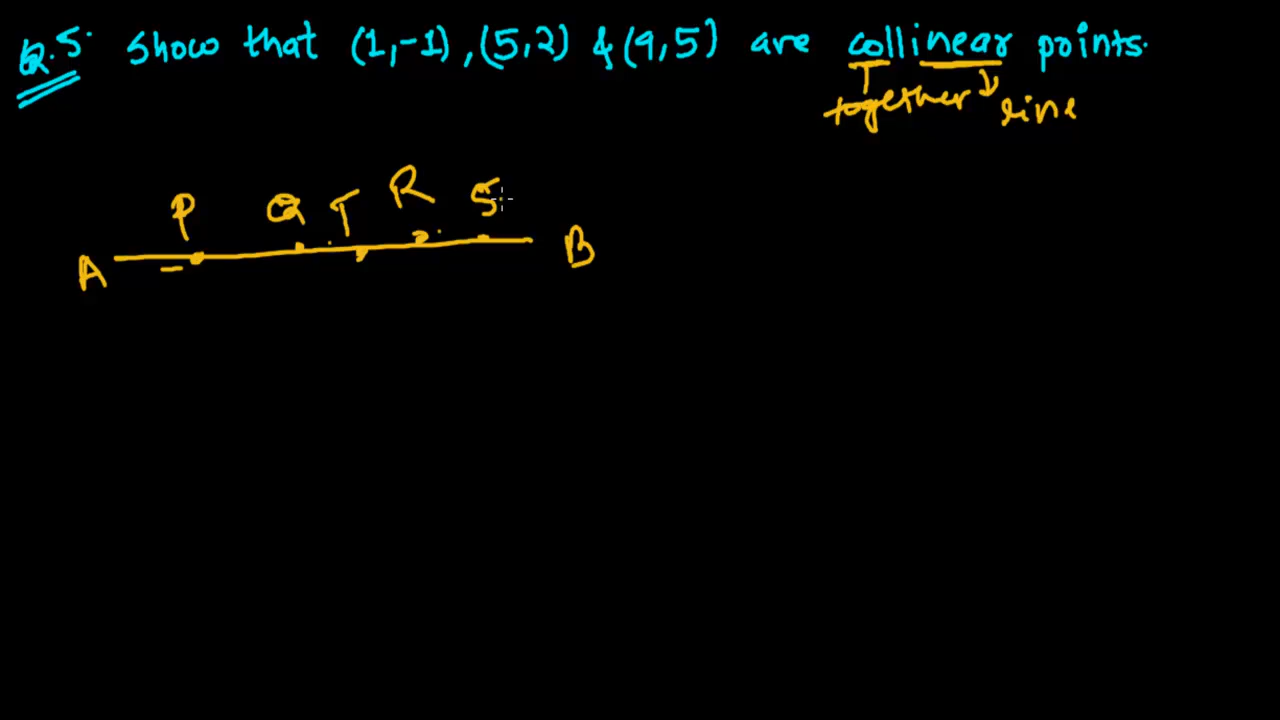 Q.5. Show that (1,-1), (5,2) & (9,5) are collinear points.
together line
P Q T R S
A B